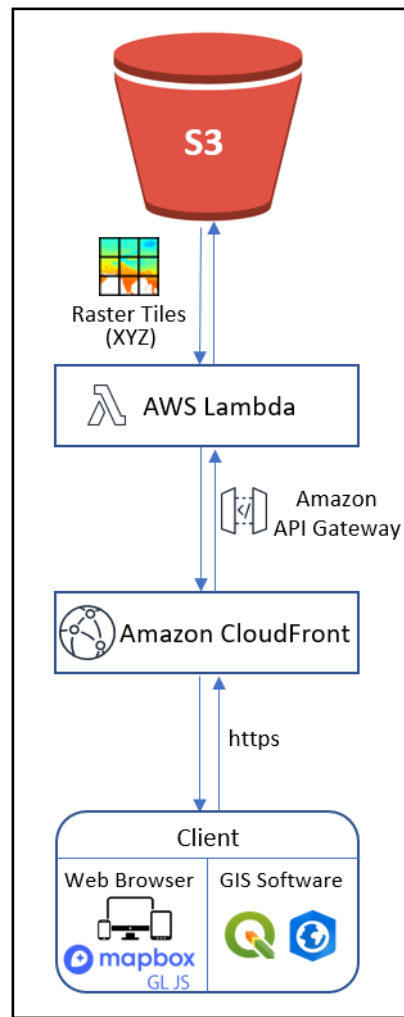 S3
Raster Tiles
(XYZ)
AWS Lambda
Amazon
API Gateway
Amazon CloudFront
https
Client
Web Browser
GIS Software
mapbox
GL JS